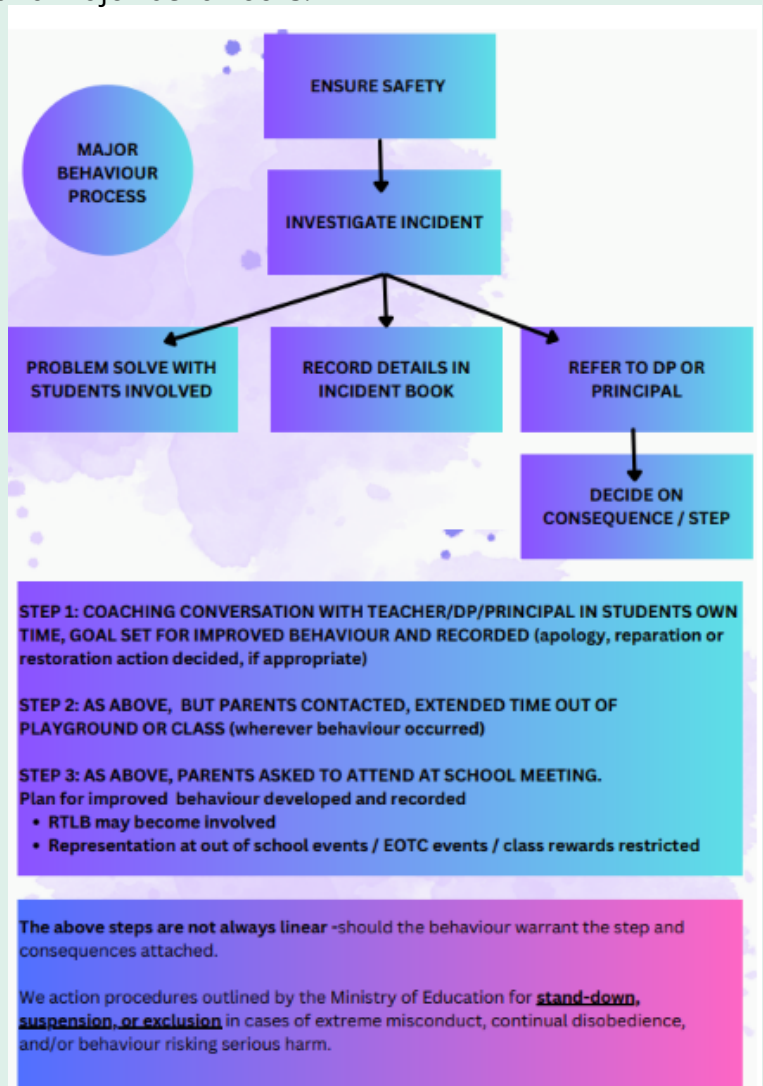 ENSURE SAFETY
MAJOR
BEHAVIOUR
PROCESS
INVESTIGATE INCIDENT
PROBLEM SOLVE WITH
STUDENTS INVOLVED
RECORD DETAILS IN
INCIDENT BOOK
REFER TO DP OR
PRINCIPAL
DECIDE ON
CONSEQUENCE / STEP
STEP 1: COACHING CONVERSATION WITH TEACHER/DP/PRINCIPAL IN STUDENTS OWN
TIME, GOAL SET FOR IMPROVED BEHAVIOUR AND RECORDED (apology, reparation or
restoration action decided, if appropriate)
STEP 2: AS ABOVE, BUT PARENTS CONTACTED, EXTENDED TIME OUT OF
PLAYGROUND OR CLASS (wherever behaviour occurred)
STEP 3: AS ABOVE, PARENTS ASKED TO ATTEND AT SCHOOL MEETING.
Plan for improved behaviour developed and recorded
• RTLB may become involved
• Representation at out of school events / EOTC events / class rewards restricted
The above steps are not always linear -should the behaviour warrant the step and
consequences attached.
We action procedures outlined by the Ministry of Education for stand-down,
suspension, or exclusion in cases of extreme misconduct, continual disobedience,
and/or behaviour risking serious harm.